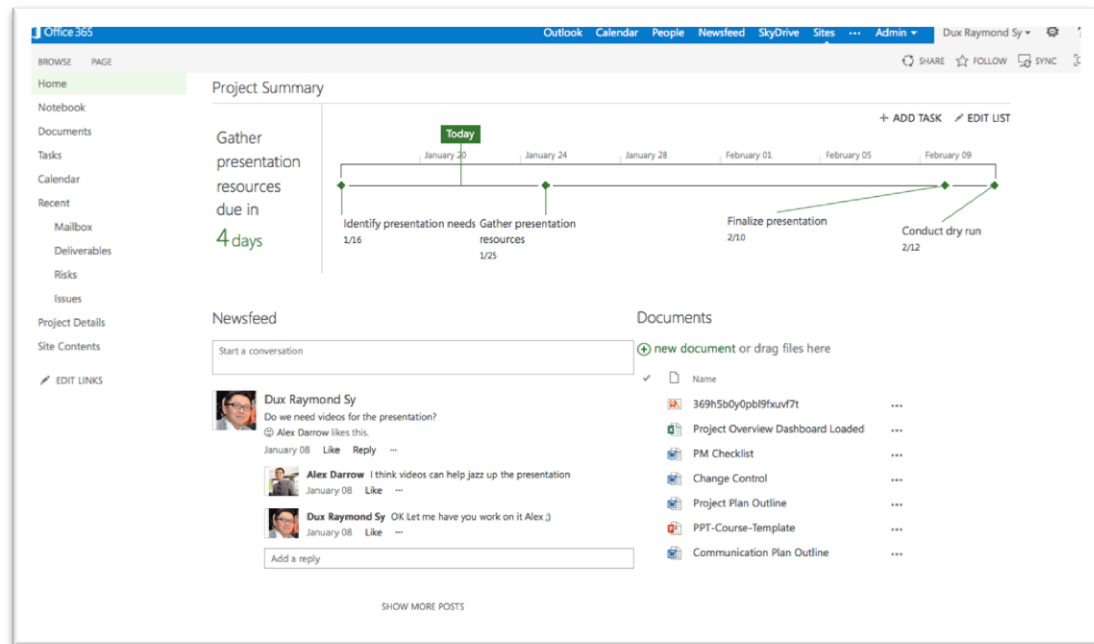 Office 365
Outlook Calendar People Newsfeed SkyDrive Sites ··· Admin Dux Raymond Sy
BROWSE PAGE
SHARE FOLLOW SYNC
Home
Notebook
Documents
Tasks
Calendar
Recent
Mailbox
Deliverables
Risks
Issues
Project Details
Site Contents
EDIT LINKS
Project Summary
Gather
presentation
resources
due in
4 days
+ ADD TASK EDIT LIST
Today
January 20 January 24 January 28 February 01 February 05 February 09
Identify presentation needs
1/16
Gather presentation
resources
1/25
Finalize presentation
2/10
Conduct dry run
2/12
Newsfeed
Start a conversation
Dux Raymond Sy
Do we need videos for the presentation?
Alex Darrow likes this.
January 08 Like Reply ···
Alex Darrow I think videos can help jazz up the presentation
January 08 Like ···
Dux Raymond Sy OK Let me have you work on it Alex ;)
January 08 Like ···
Add a reply
SHOW MORE POSTS
Documents
new document or drag files here
Name
369h5b0y0pbl9fxuvf7t ···
Project Overview Dashboard Loaded ···
PM Checklist ···
Change Control ···
Project Plan Outline ···
PPT-Course-Template ···
Communication Plan Outline ···